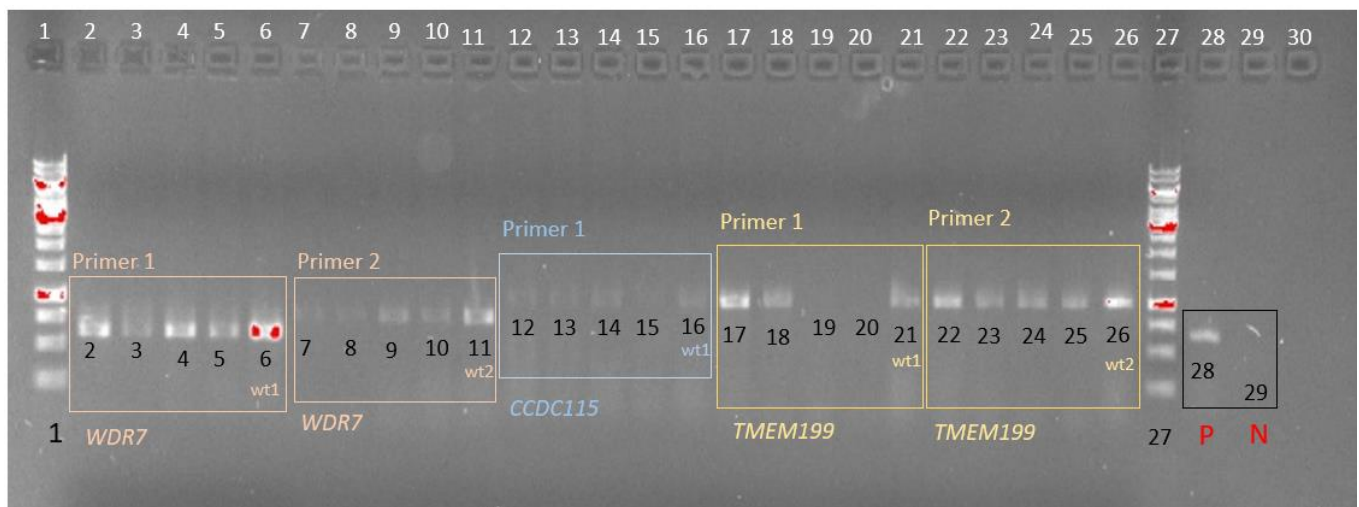 1 2 3 4 5 6 7 8 9 10 11 12 13 14 15 16 17 18 19 20 21 22 23 24 25 26 27 28 29 30
Primer 1 Primer 2 Primer 1 Primer 1 Primer 2
2 3 4 5 6 7 8 9 10 11 12 13 14 15 16 17 18 19 20 21 22 23 24 25 26 28 29
wt1 wt2 wt1 wt1 wt2
1 WDR7 WDR7 CCDC115 TMEM199 TMEM199 27 P N